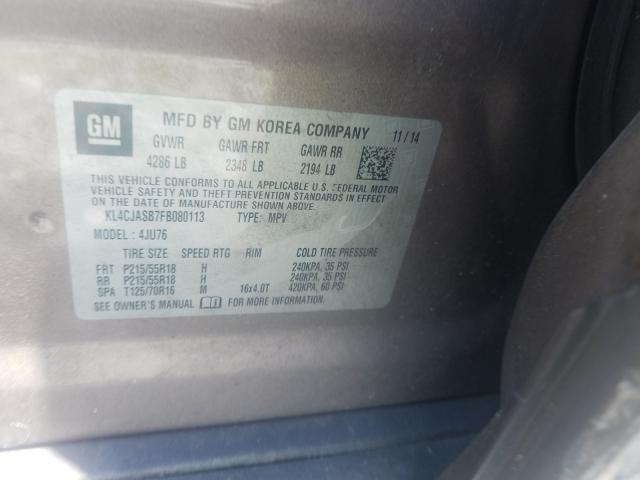 GM
MFD BY GM KOREA COMPANY 11/14
GVWR GAWR FRT GAWR RR
4286 LB 2348 LB 2194 LB
THIS VEHICLE CONFORMS TO ALL APPLICABLE U.S. FEDERAL MOTOR
VEHICLE SAFETY AND THEFT PREVENTION STANDARDS IN EFFECT
ON THE DATE OF MANUFACTURE SHOWN ABOVE.
KL4CJASB7FB080113 TYPE: MPV
MODEL: 4JU76
TIRE SIZE SPEED RTG RIM COLD TIRE PRESSURE
FRT P215/55R18 H 240KPA, 35 PSI
RR P215/55R18 H 240KPA, 35 PSI
SPA T125/70R16 M 16x4.0T 420KPA, 60 PSI
SEE OWNER'S MANUAL FOR MORE INFORMATION.